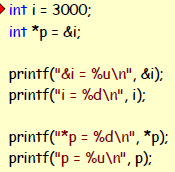 int i = 3000;
int *p = &i;
printf("&i = %u\n", &i);
printf("i = %d\n", i);
printf("*p = %d\n", *p);
printf("p = %u\n", p);